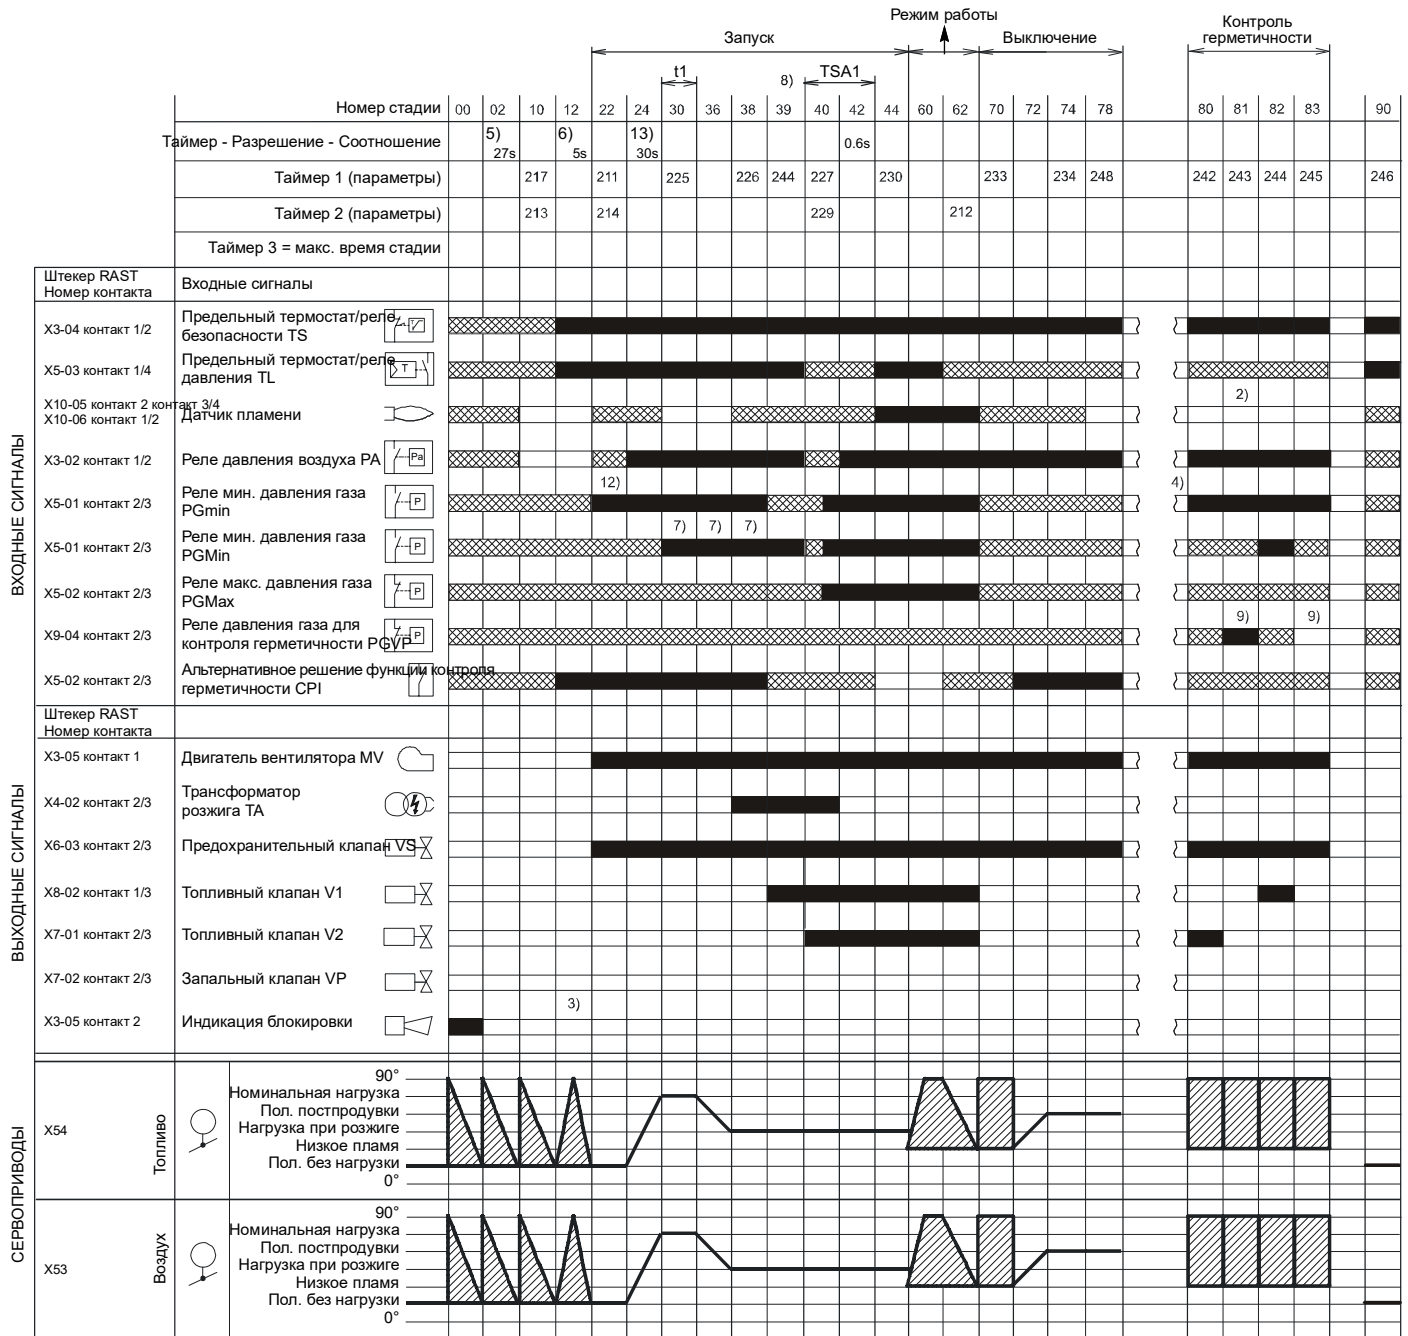 Режим работы
Запуск
Выключение
Контроль
герметичности
t1
8)
TSA1
Номер стадии 00 02 10 12 22 24 30 36 38 39 40 42 44 60 62 70 72 74 78 80 81 82 83 90
Таймер - Разрешение - Соотношение 5) 27s 6) 5s 13) 30s 0.6s
Таймер 1 (параметры) 217 211 225 226 244 227 230 233 234 248 242 243 244 245 246
Таймер 2 (параметры) 213 214 229 212
Таймер 3 = макс. время стадии
Штекер RAST
Номер контакта
Входные сигналы
ВХОДНЫЕ СИГНАЛЫ
X3-04 контакт 1/2
Предельный термостат/реле
безопасности TS
X5-03 контакт 1/4
Предельный термостат/реле
давления TL
T
X10-05 контакт 2 контакт 3/4
X10-06 контакт 1/2
Датчик пламени
2)
X3-02 контакт 1/2
Реле давления воздуха PA
Pa
12)
4)
X5-01 контакт 2/3
Реле мин. давления газа
PGmin
P
7) 7) 7)
X5-01 контакт 2/3
Реле мин. давления газа
PGMin
P
X5-02 контакт 2/3
Реле макс. давления газа
PGMax
P
9) 9)
X9-04 контакт 2/3
Реле давления газа для
контроля герметичности PGVP
P
X5-02 контакт 2/3
Альтернативное решение функции контроля
герметичности CPI
Штекер RAST
Номер контакта
ВЫХОДНЫЕ СИГНАЛЫ
X3-05 контакт 1
Двигатель вентилятора MV
X4-02 контакт 2/3
Трансформатор
розжига TA
X6-03 контакт 2/3
Предохранительный клапан VS
X8-02 контакт 1/3
Топливный клапан V1
X7-01 контакт 2/3
Топливный клапан V2
X7-02 контакт 2/3
Запальный клапан VP
3)
X3-05 контакт 2
Индикация блокировки
СЕРВОПРИВОДЫ
X54
Топливо
90°
Номинальная нагрузка
Пол. постпродувки
Нагрузка при розжиге
Низкое пламя
Пол. без нагрузки
0°
X53
Воздух
90°
Номинальная нагрузка
Пол. постпродувки
Нагрузка при розжиге
Низкое пламя
Пол. без нагрузки
0°